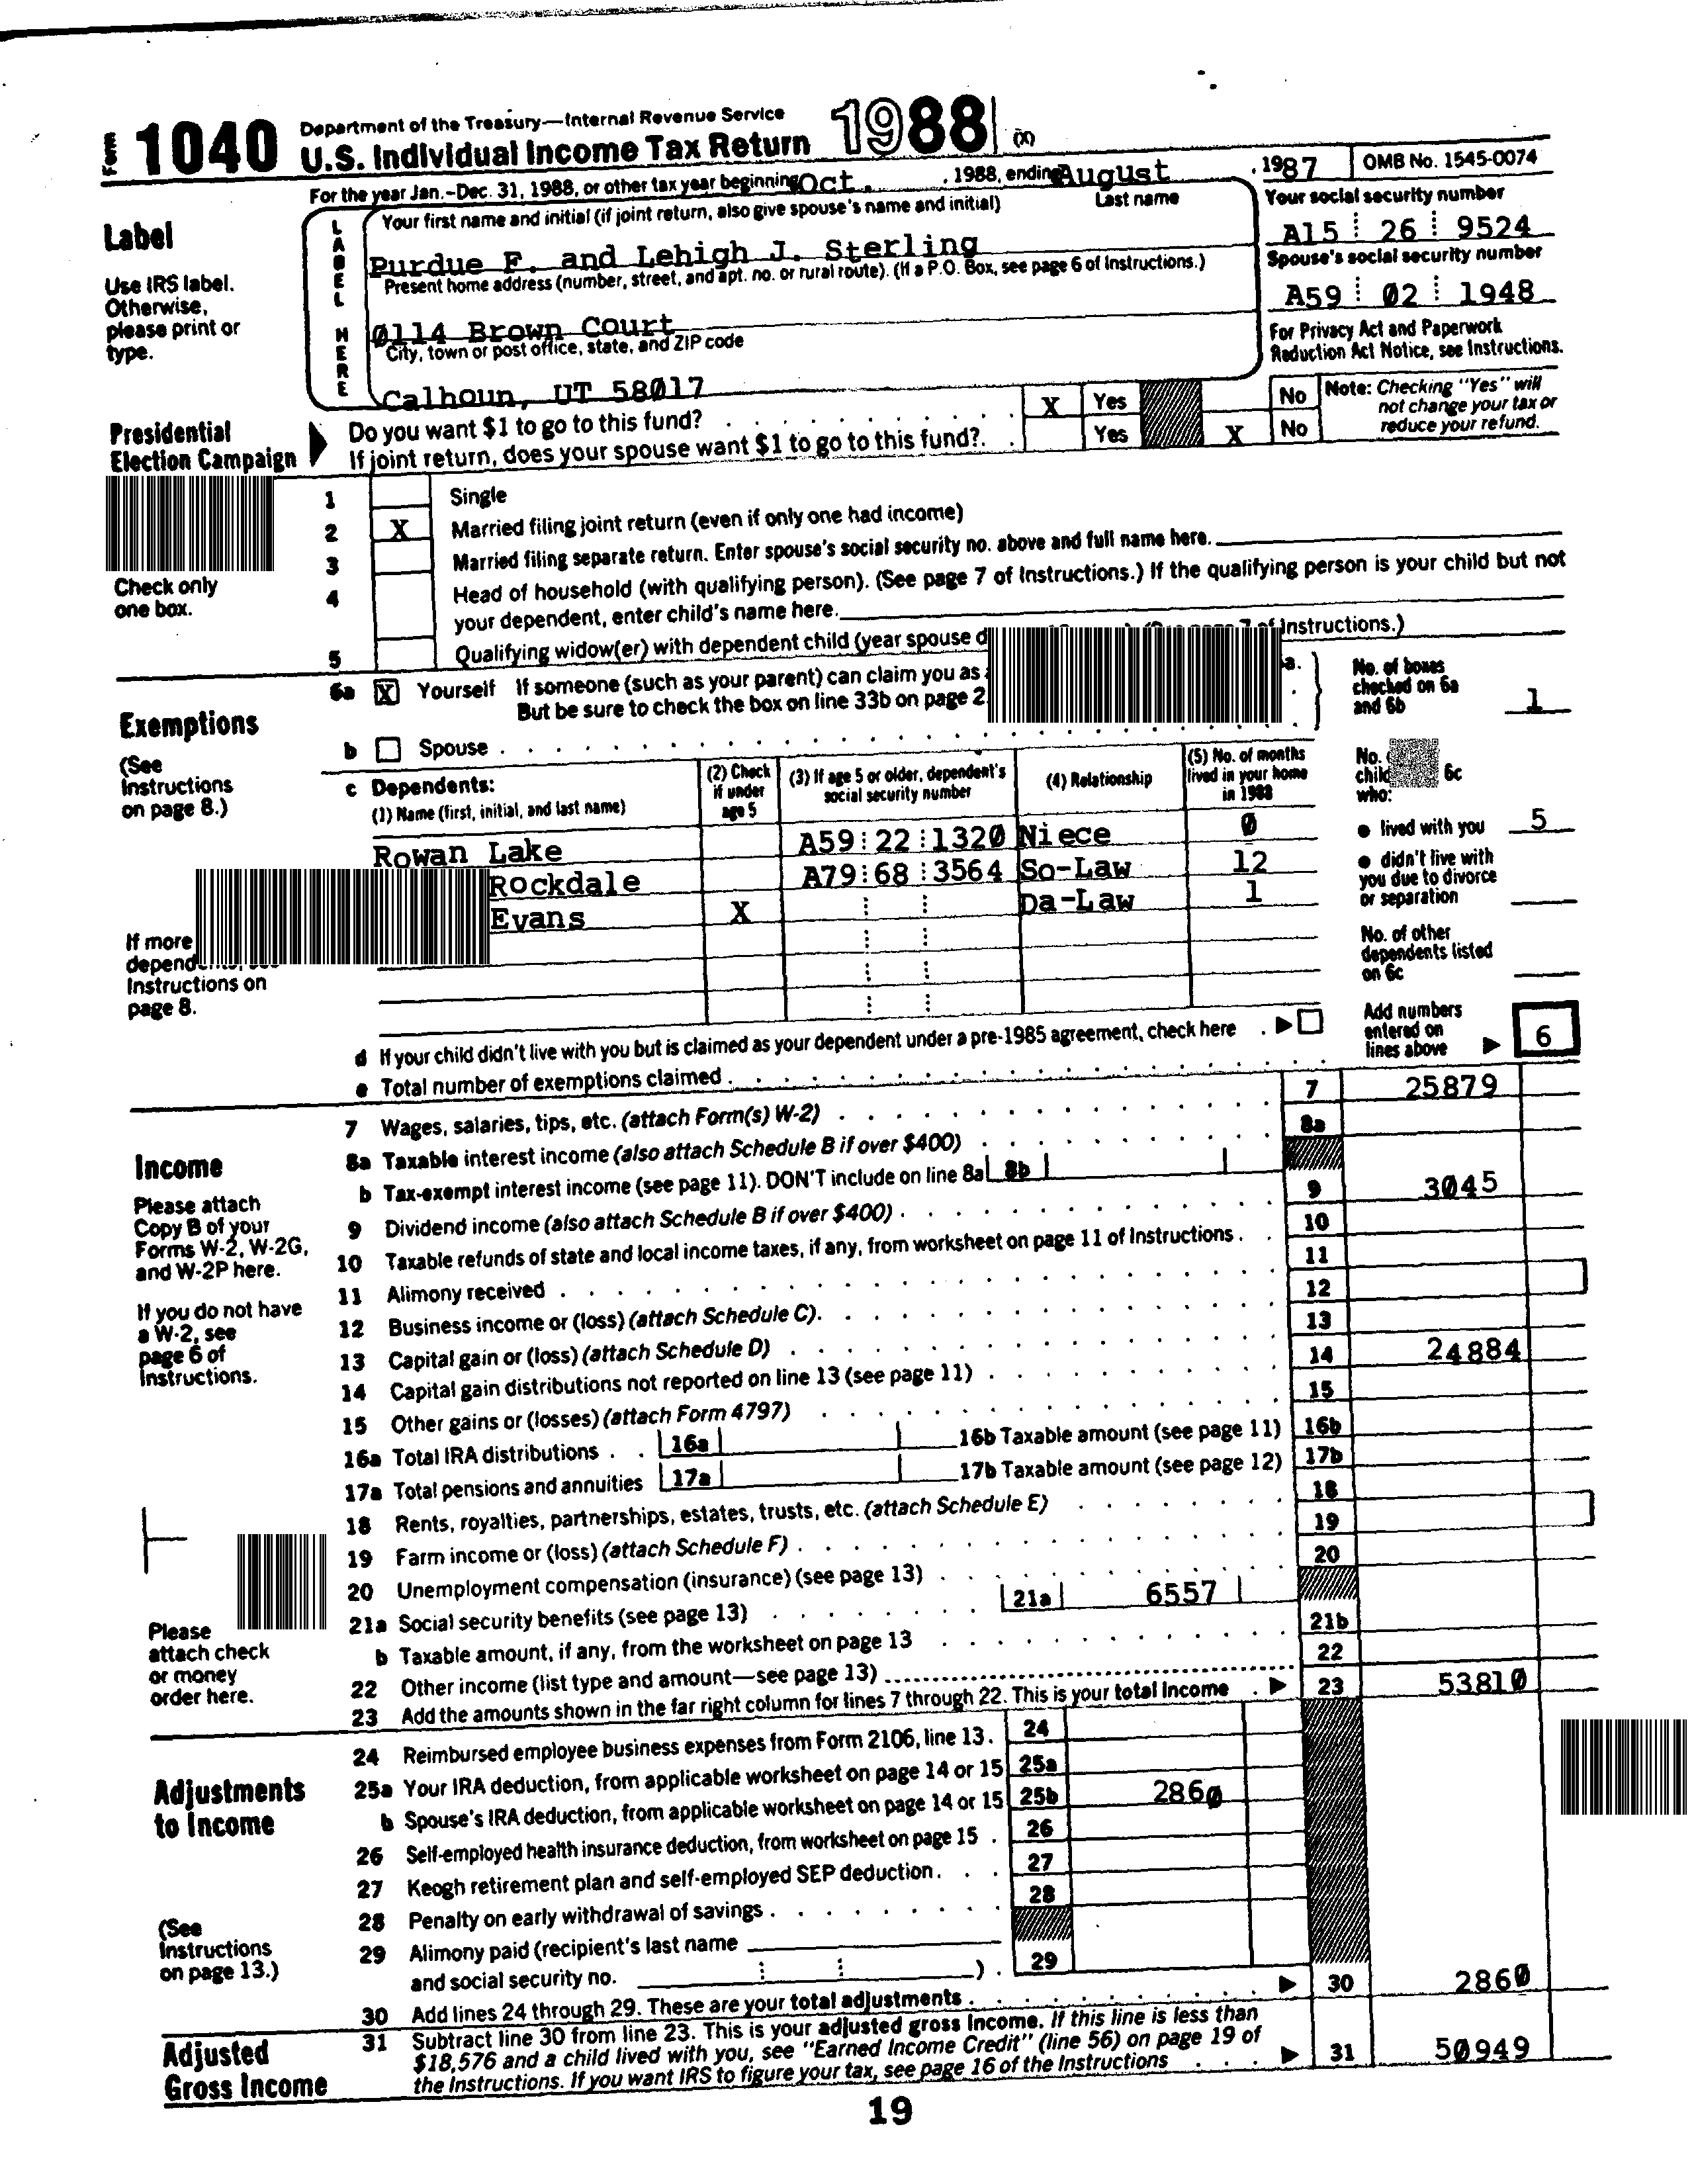 Form 1040 Department of the Treasury—Internal Revenue Service
U.S. Individual Income Tax Return 1988 (X)
For the year Jan.-Dec. 31, 1988, or other tax year beginning Oct. , 1988, ending August , 1987 OMB No. 1545-0074
Label
Use IRS label.
Otherwise,
please print or
type.
LABEL HERE
Your first name and initial (if joint return, also give spouse's name and initial) Last name
Purdue F. and Lehigh J. Sterling
Present home address (number, street, and apt. no. or rural route). (If a P.O. Box, see page 6 of Instructions.)
0114 Brown Court
City, town or post office, state, and ZIP code
Calhoun, UT 58017
Your social security number
A15 26 9524
Spouse's social security number
A59 02 1948
For Privacy Act and Paperwork
Reduction Act Notice, see Instructions.
Presidential
Election Campaign
Do you want $1 to go to this fund? X Yes No
If joint return, does your spouse want $1 to go to this fund? Yes X No
Note: Checking "Yes" will
not change your tax or
reduce your refund.
Check only
one box.
1 Single
2 X Married filing joint return (even if only one had income)
3 Married filing separate return. Enter spouse's social security no. above and full name here.
4 Head of household (with qualifying person). (See page 7 of Instructions.) If the qualifying person is your child but not
your dependent, enter child's name here.
5 Qualifying widow(er) with dependent child (year spouse Instructions.)
Exemptions
(See
Instructions
on page 8.)
6a X Yourself If someone (such as your parent) can claim you as
But be sure to check the box on line 33b on page 2
b Spouse
No. of boxes
checked on 6a
and 6b 1
c Dependents:
(1) Name (first, initial, and last name)
(2) Check
if under
age 5
(3) If age 5 or older, dependent's
social security number
(4) Relationship
(5) No. of months
lived in your home
in 1988
No. 6c
who:
Rowan Lake A59 22 1320 Niece 0
Rockdale A79 68 3564 So-Law 12
Evans X Da-Law 1
• lived with you 5
• didn't live with
you due to divorce
or separation
No. of other
dependents listed
on 6c
If more
Instructions on
page 8.
d If your child didn't live with you but is claimed as your dependent under a pre-1985 agreement, check here
e Total number of exemptions claimed
Add numbers
entered on
lines above 6
Income
Please attach
Copy B of your
Forms W-2, W-2G,
and W-2P here.
If you do not have
a W-2, see
page 6 of
Instructions.
Please
attach check
or money
order here.
7 Wages, salaries, tips, etc. (attach Form(s) W-2) 7 25879
8a Taxable interest income (also attach Schedule B if over $400) 8a
b Tax-exempt interest income (see page 11). DON'T include on line 8a 8b
9 Dividend income (also attach Schedule B if over $400) 9 3045
10 Taxable refunds of state and local income taxes, if any, from worksheet on page 11 of Instructions 10
11 Alimony received 11
12 Business income or (loss) (attach Schedule C) 12
13 Capital gain or (loss) (attach Schedule D) 13
14 Capital gain distributions not reported on line 13 (see page 11) 14 24884
15 Other gains or (losses) (attach Form 4797) 15
16a Total IRA distributions 16a 16b Taxable amount (see page 11) 16b
17a Total pensions and annuities 17a 17b Taxable amount (see page 12) 17b
18 Rents, royalties, partnerships, estates, trusts, etc. (attach Schedule E) 18
19 Farm income or (loss) (attach Schedule F) 19
20 Unemployment compensation (insurance) (see page 13) 20
21a Social security benefits (see page 13) 21a 6557
b Taxable amount, if any, from the worksheet on page 13 21b
22 Other income (list type and amount—see page 13) 22
23 Add the amounts shown in the far right column for lines 7 through 22. This is your total income 23 53810
Adjustments
to Income
(See
Instructions
on page 13.)
24 Reimbursed employee business expenses from Form 2106, line 13. 24
25a Your IRA deduction, from applicable worksheet on page 14 or 15 25a
b Spouse's IRA deduction, from applicable worksheet on page 14 or 15 25b 2860
26 Self-employed health insurance deduction, from worksheet on page 15 26
27 Keogh retirement plan and self-employed SEP deduction 27
28 Penalty on early withdrawal of savings 28
29 Alimony paid (recipient's last name
and social security no. ) 29
30 Add lines 24 through 29. These are your total adjustments 30 2860
Adjusted
Gross Income
31 Subtract line 30 from line 23. This is your adjusted gross income. If this line is less than
$18,576 and a child lived with you, see "Earned Income Credit" (line 56) on page 19 of
the Instructions. If you want IRS to figure your tax, see page 16 of the Instructions 31 50949
19